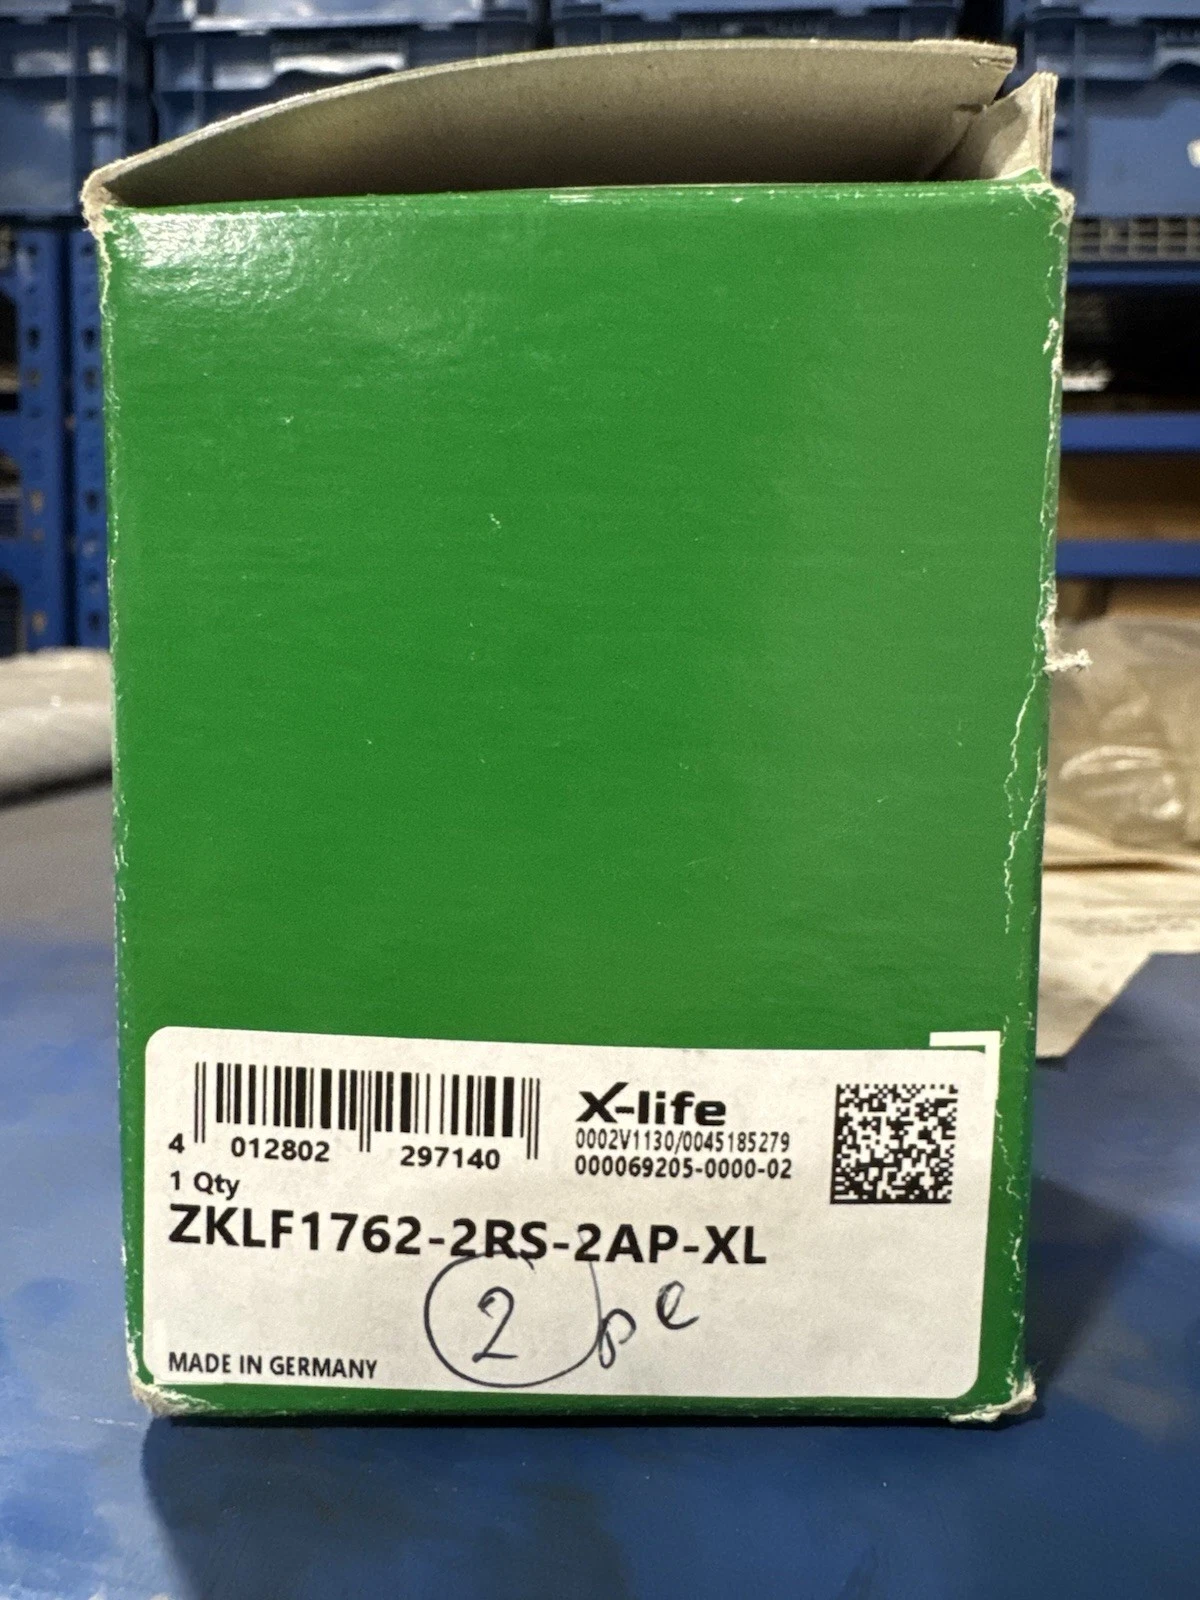 4 012802 297140
X-life
0002V1130/0045185279
000069205-0000-02
1 Qty
ZKLF1762-2RS-2AP-XL
2 pc
MADE IN GERMANY